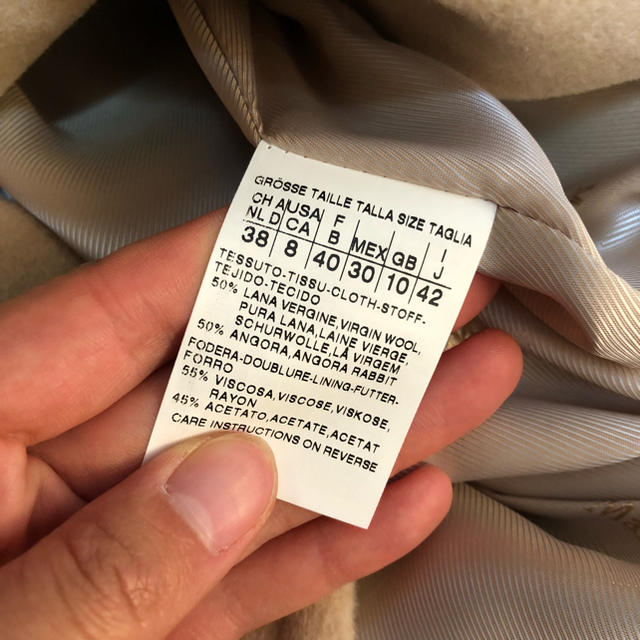 GRÖSSE TAILLE TALLA SIZE TAGLIA
CH A USA F I
NL D CA B MEX GB J
38 8 40 30 10 42
TESSUTO-TISSU-CLOTH-STOFF-
TEJIDO-TECIDO
50% LANA VERGINE,VIRGIN WOOL,
PURA LANA,LAINE VIERGE,
SCHURWOLLE,LÃ VIRGEM
50% ANGORA,ANGORA RABBIT
FODERA-DOUBLURE-LINING-FUTTER-
FORRO
55% VISCOSA,VISCOSE,VISKOSE,
RAYON
45% ACETATO,ACETATE,ACETAT
CARE INSTRUCTIONS ON REVERSE